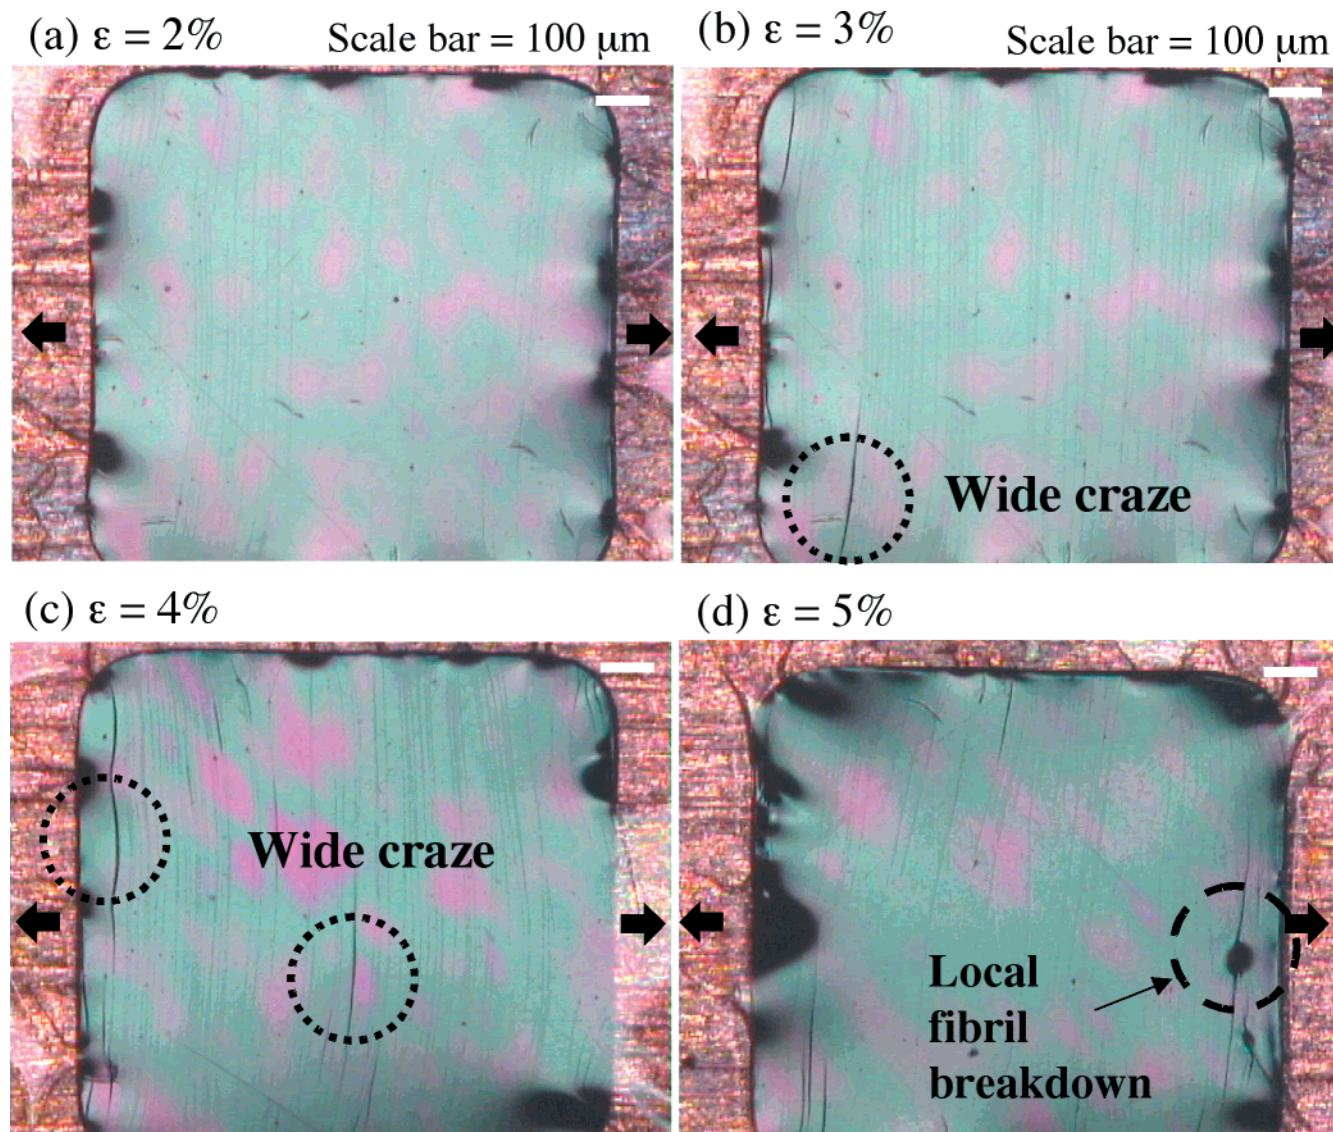 (a) ε = 2%
Scale bar = 100 μm
(b) ε = 3%
Scale bar = 100 μm
Wide craze
(c) ε = 4%
(d) ε = 5%
Wide craze
Local
fibril
breakdown